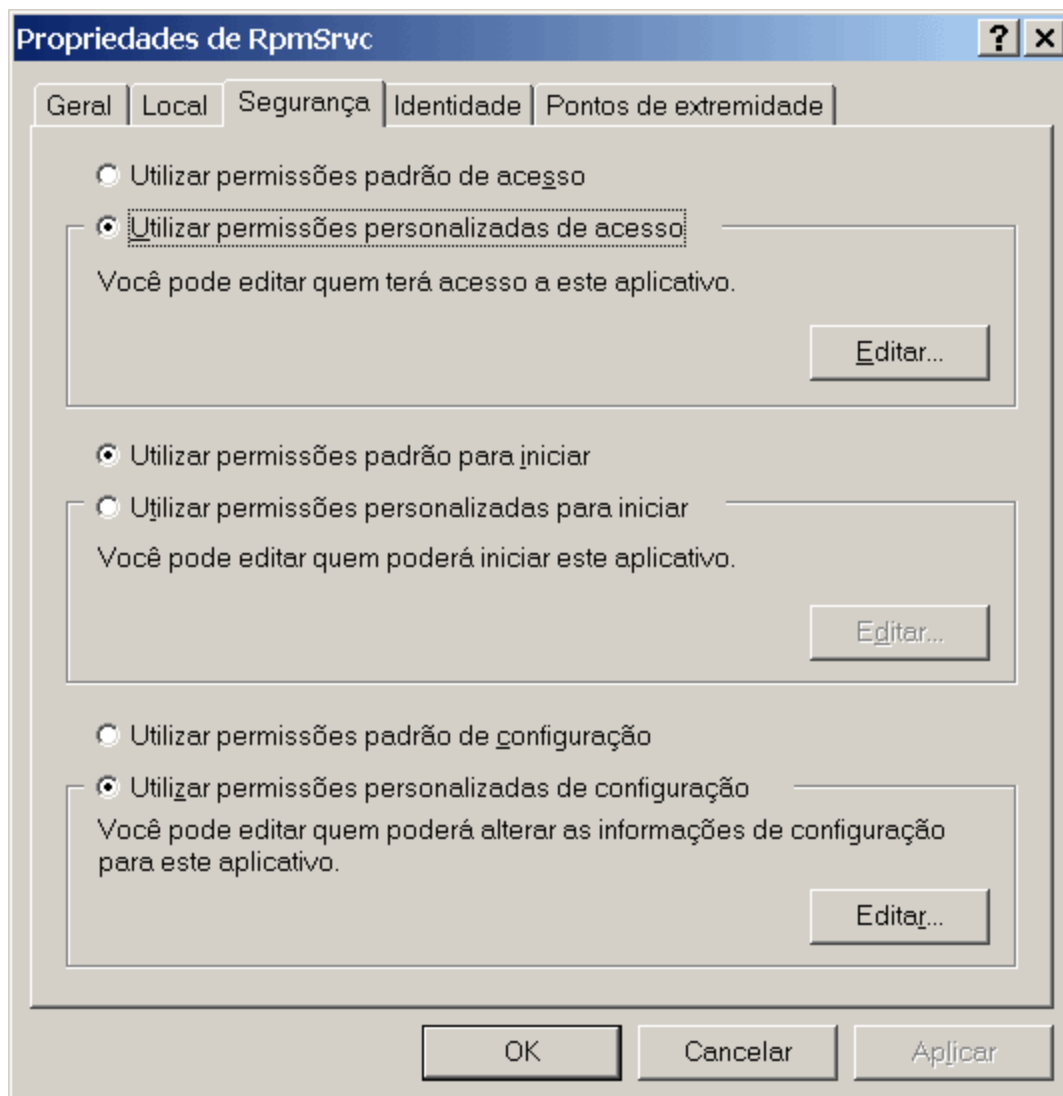 Propriedades de RpmSrvc
Geral Local Segurança Identidade Pontos de extremidade
Utilizar permissões padrão de acesso
Utilizar permissões personalizadas de acesso
Você pode editar quem terá acesso a este aplicativo.
Editar...
Utilizar permissões padrão para iniciar
Utilizar permissões personalizadas para iniciar
Você pode editar quem poderá iniciar este aplicativo.
Editar...
Utilizar permissões padrão de configuração
Utilizar permissões personalizadas de configuração
Você pode editar quem poderá alterar as informações de configuração
para este aplicativo.
Editar...
OK Cancelar Aplicar